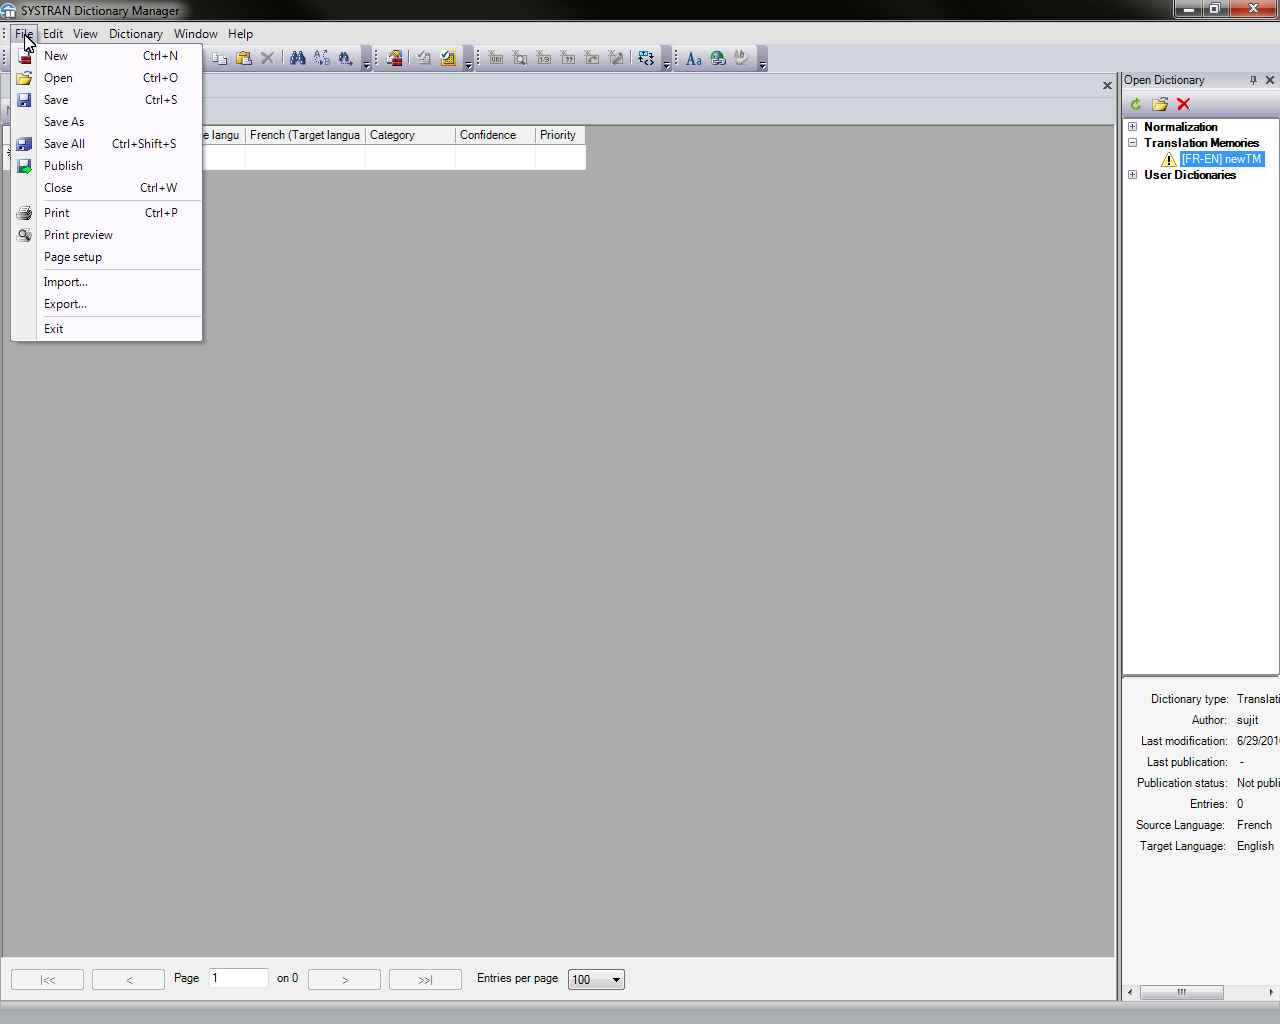 SYSTRAN Dictionary Manager
File Edit View Dictionary Window Help
New Ctrl+N
Open Ctrl+O
Save Ctrl+S
Save As
Save All Ctrl+Shift+S
Publish
Close Ctrl+W
Print Ctrl+P
Print preview
Page setup
Import...
Export...
Exit
langu French (Target langua Category Confidence Priority
Open Dictionary
Normalization
Translation Memories
[FR-EN] newTM
User Dictionaries
Dictionary type: Translati
Author: sujit
Last modification: 6/29/201
Last publication: -
Publication status: Not publi
Entries: 0
Source Language: French
Target Language: English
|<< < Page 1 on 0 > >>| Entries per page 100